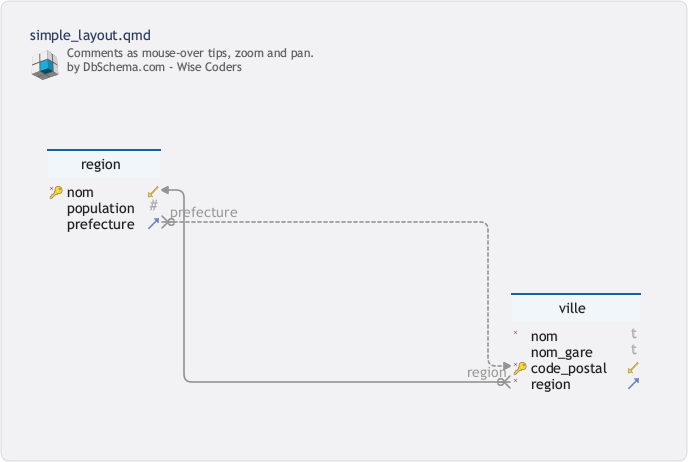 simple_layout.qmd
Comments as mouse-over tips, zoom and pan.
by DbSchema.com - Wise Coders
region
nom
population #
prefecture
prefecture
ville
nom t
nom_gare t
code_postal
region
region